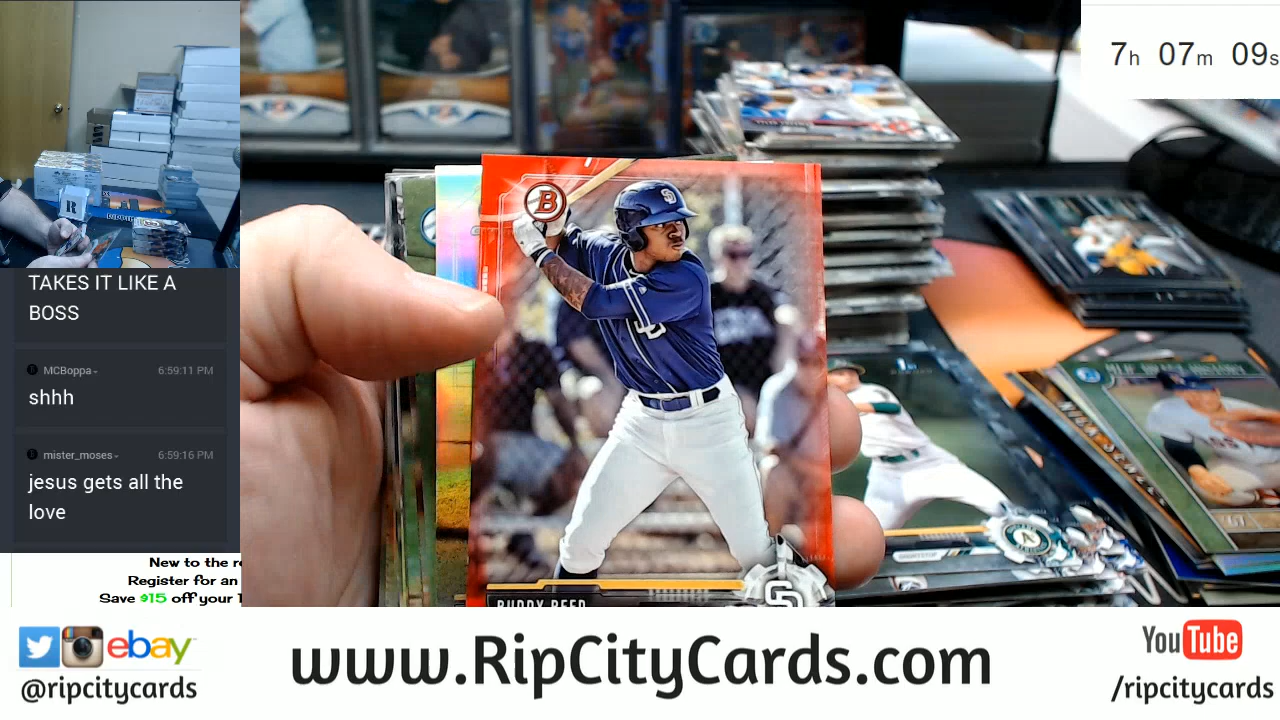 7h 07m 09s
TAKES IT LIKE A
BOSS
MCBoppa 6:59:11 PM
shhh
mister_moses 6:59:16 PM
jesus gets all the
love
New to the
Register for an
Save $15 off your
B
SD
BUDDY REED
ebay
@ripcitycards
www.RipCityCards.com
YouTube
/ripcitycards